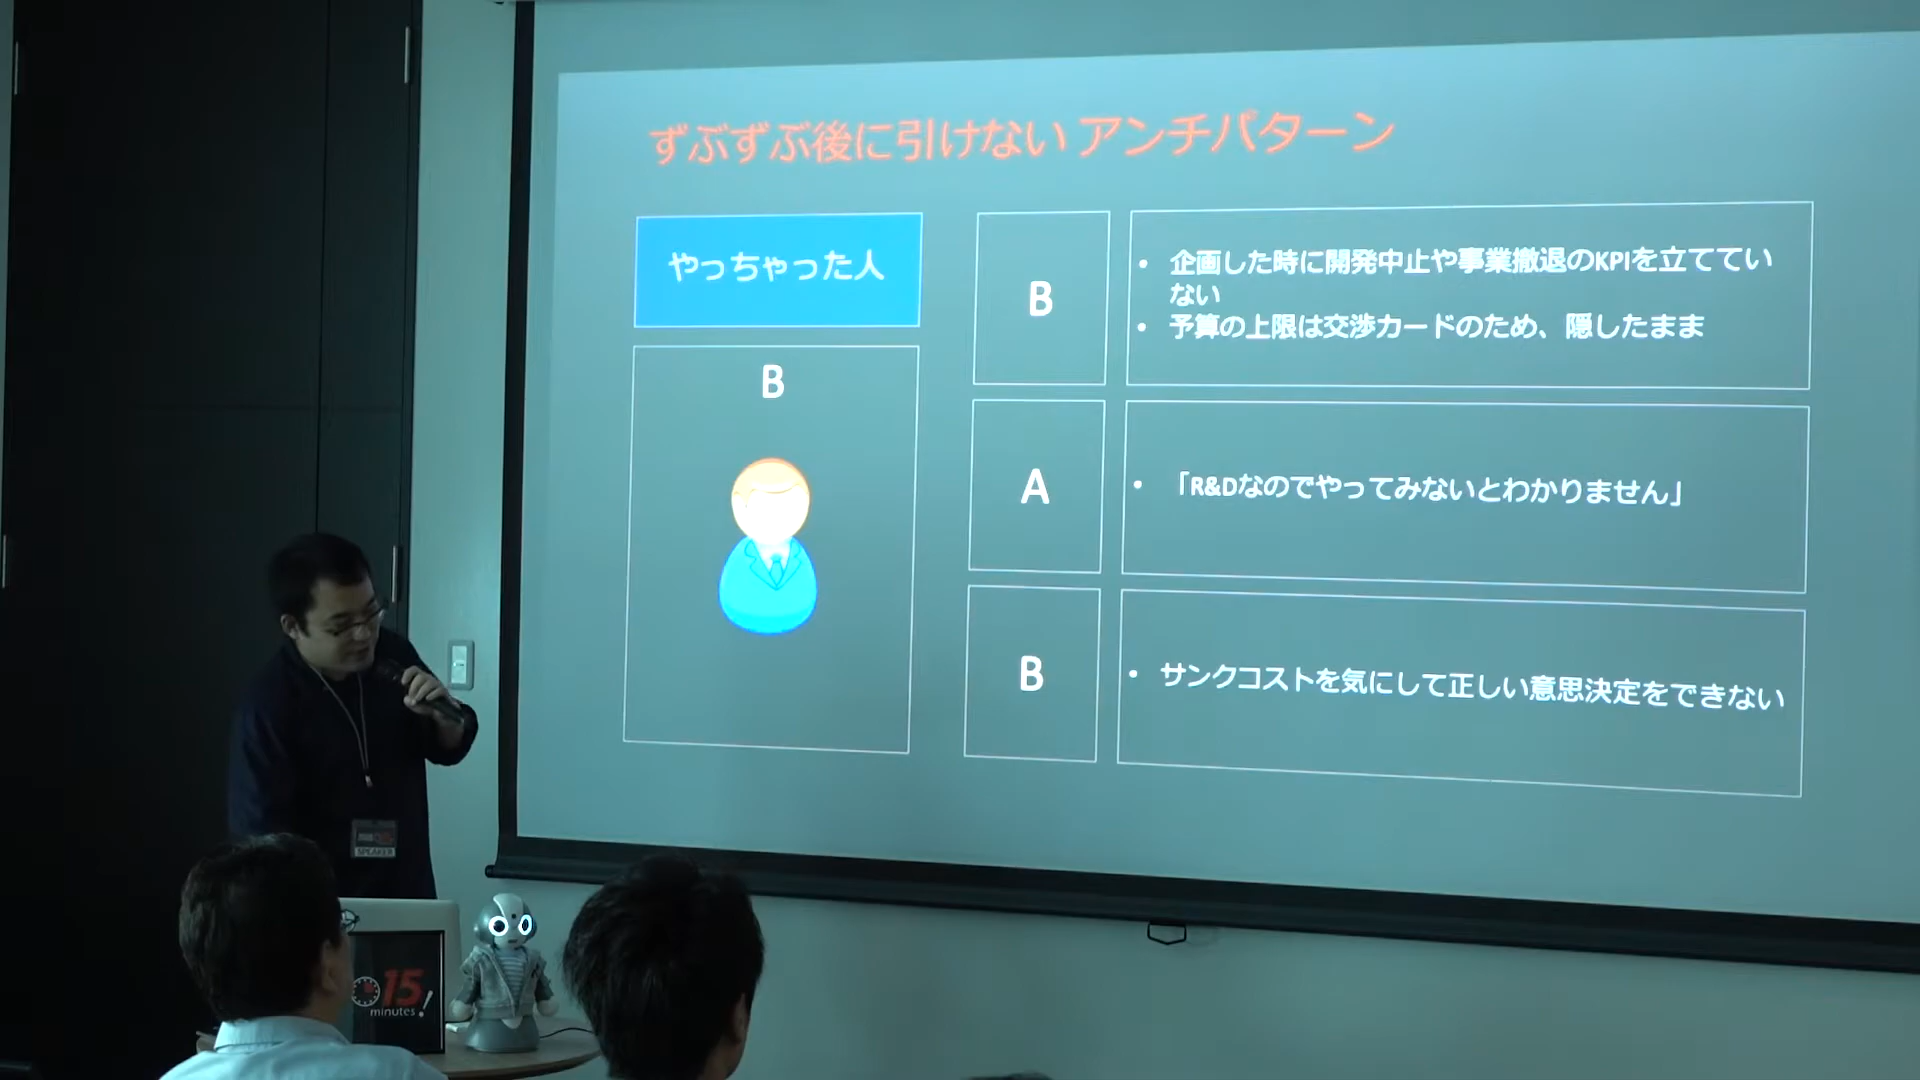 ずぶずぶ後に引けない アンチパターン
やっちゃった人
B
B
• 企画した時に開発中止や事業撤退のKPIを立ててい
ない
• 予算の上限は交渉カードのため、隠したまま
A
• 「R&Dなのでやってみないとわかりません」
B
• サンクコストを気にして正しい意思決定をできない
SPEAKER
15
minutes!